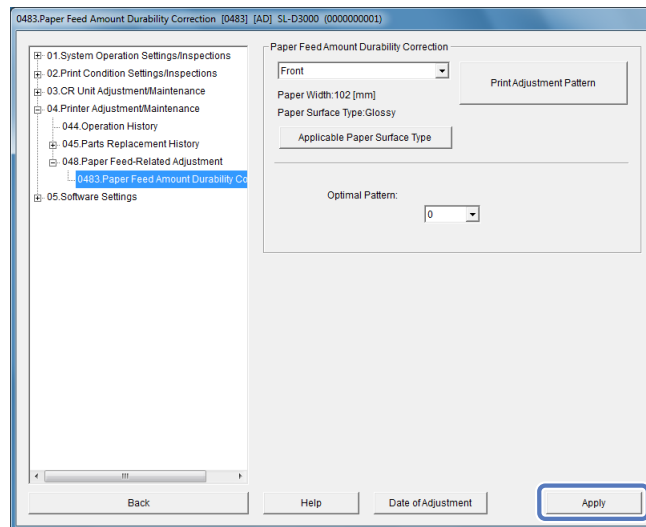 0483.Paper Feed Amount Durability Correction [0483] [AD] SL-D3000 (0000000001)
01.System Operation Settings/Inspections
02.Print Condition Settings/Inspections
03.CR Unit Adjustment/Maintenance
04.Printer Adjustment/Maintenance
044.Operation History
045.Parts Replacement History
048.Paper Feed-Related Adjustment
0483.Paper Feed Amount Durability Co
05.Software Settings
Paper Feed Amount Durability Correction
Front
Print Adjustment Pattern
Paper Width:102 [mm]
Paper Surface Type:Glossy
Applicable Paper Surface Type
Optimal Pattern:
0
Back
Help
Date of Adjustment
Apply